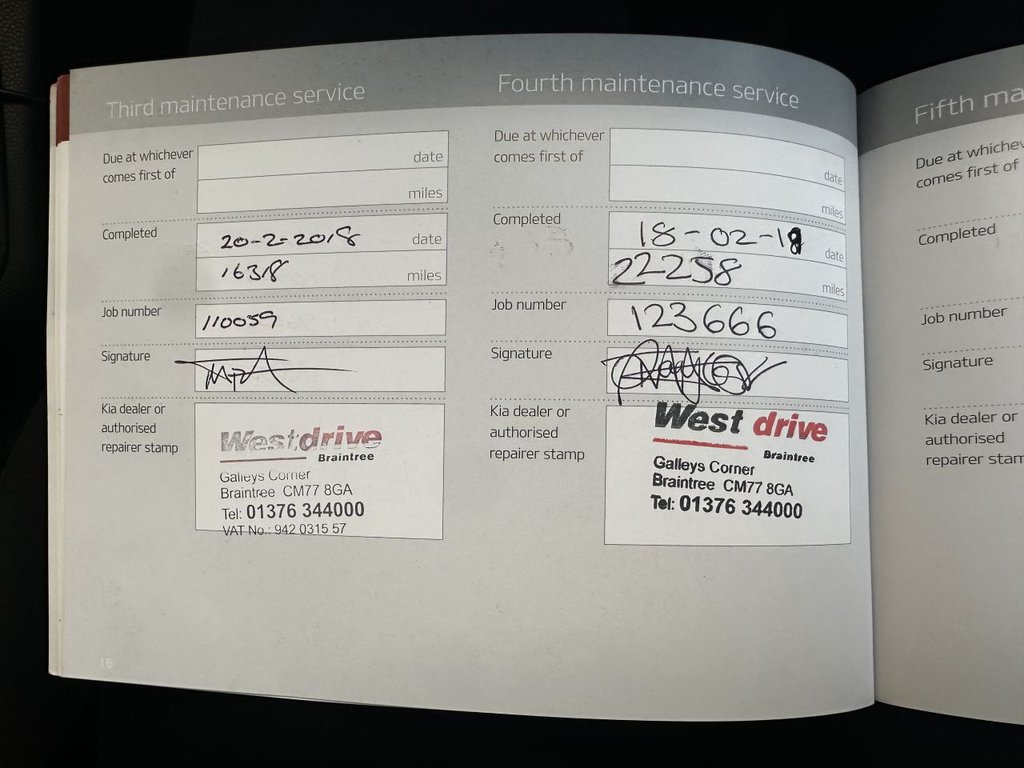 Third maintenance service
Due at whichever
comes first of
date
miles
Completed
20-2-2018 date
16318 miles
Job number
110059
Signature
Kia dealer or
authorised
repairer stamp
Westdrive
Braintree
Galleys Corner
Braintree CM77 8GA
Tel: 01376 344000
VAT No.: 942 0315 57
16
Fourth maintenance service
Due at whichever
comes first of
date
miles
Completed
18-02-19 date
22258 miles
Job number
123666
Signature
Kia dealer or
authorised
repairer stamp
West drive
Braintree
Galleys Corner
Braintree CM77 8GA
Tel: 01376 344000
Fifth ma
Due at whichev
comes first of
Completed
Job number
Signature
Kia dealer or
authorised
repairer stam